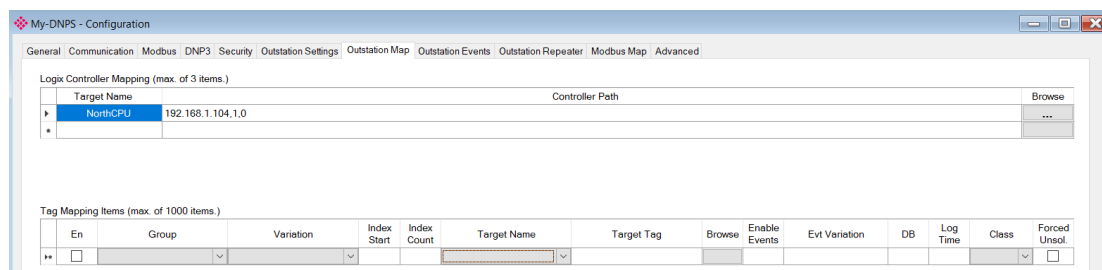 My-DNPS - Configuration
General Communication Modbus DNP3 Security Outstation Settings Outstation Map Outstation Events Outstation Repeater Modbus Map Advanced
Logix Controller Mapping (max. of 3 items.)
Target Name Controller Path Browse
NorthCPU 192.168.1.104,1,0 ...
Tag Mapping Items (max. of 1000 items.)
En Group Variation Index Start Index Count Target Name Target Tag Browse Enable Events Evt Variation DB Log Time Class Forced Unsol.